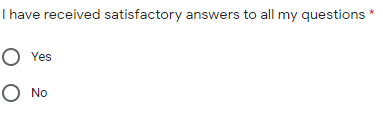 I have received satisfactory answers to all my questions *
Yes
No